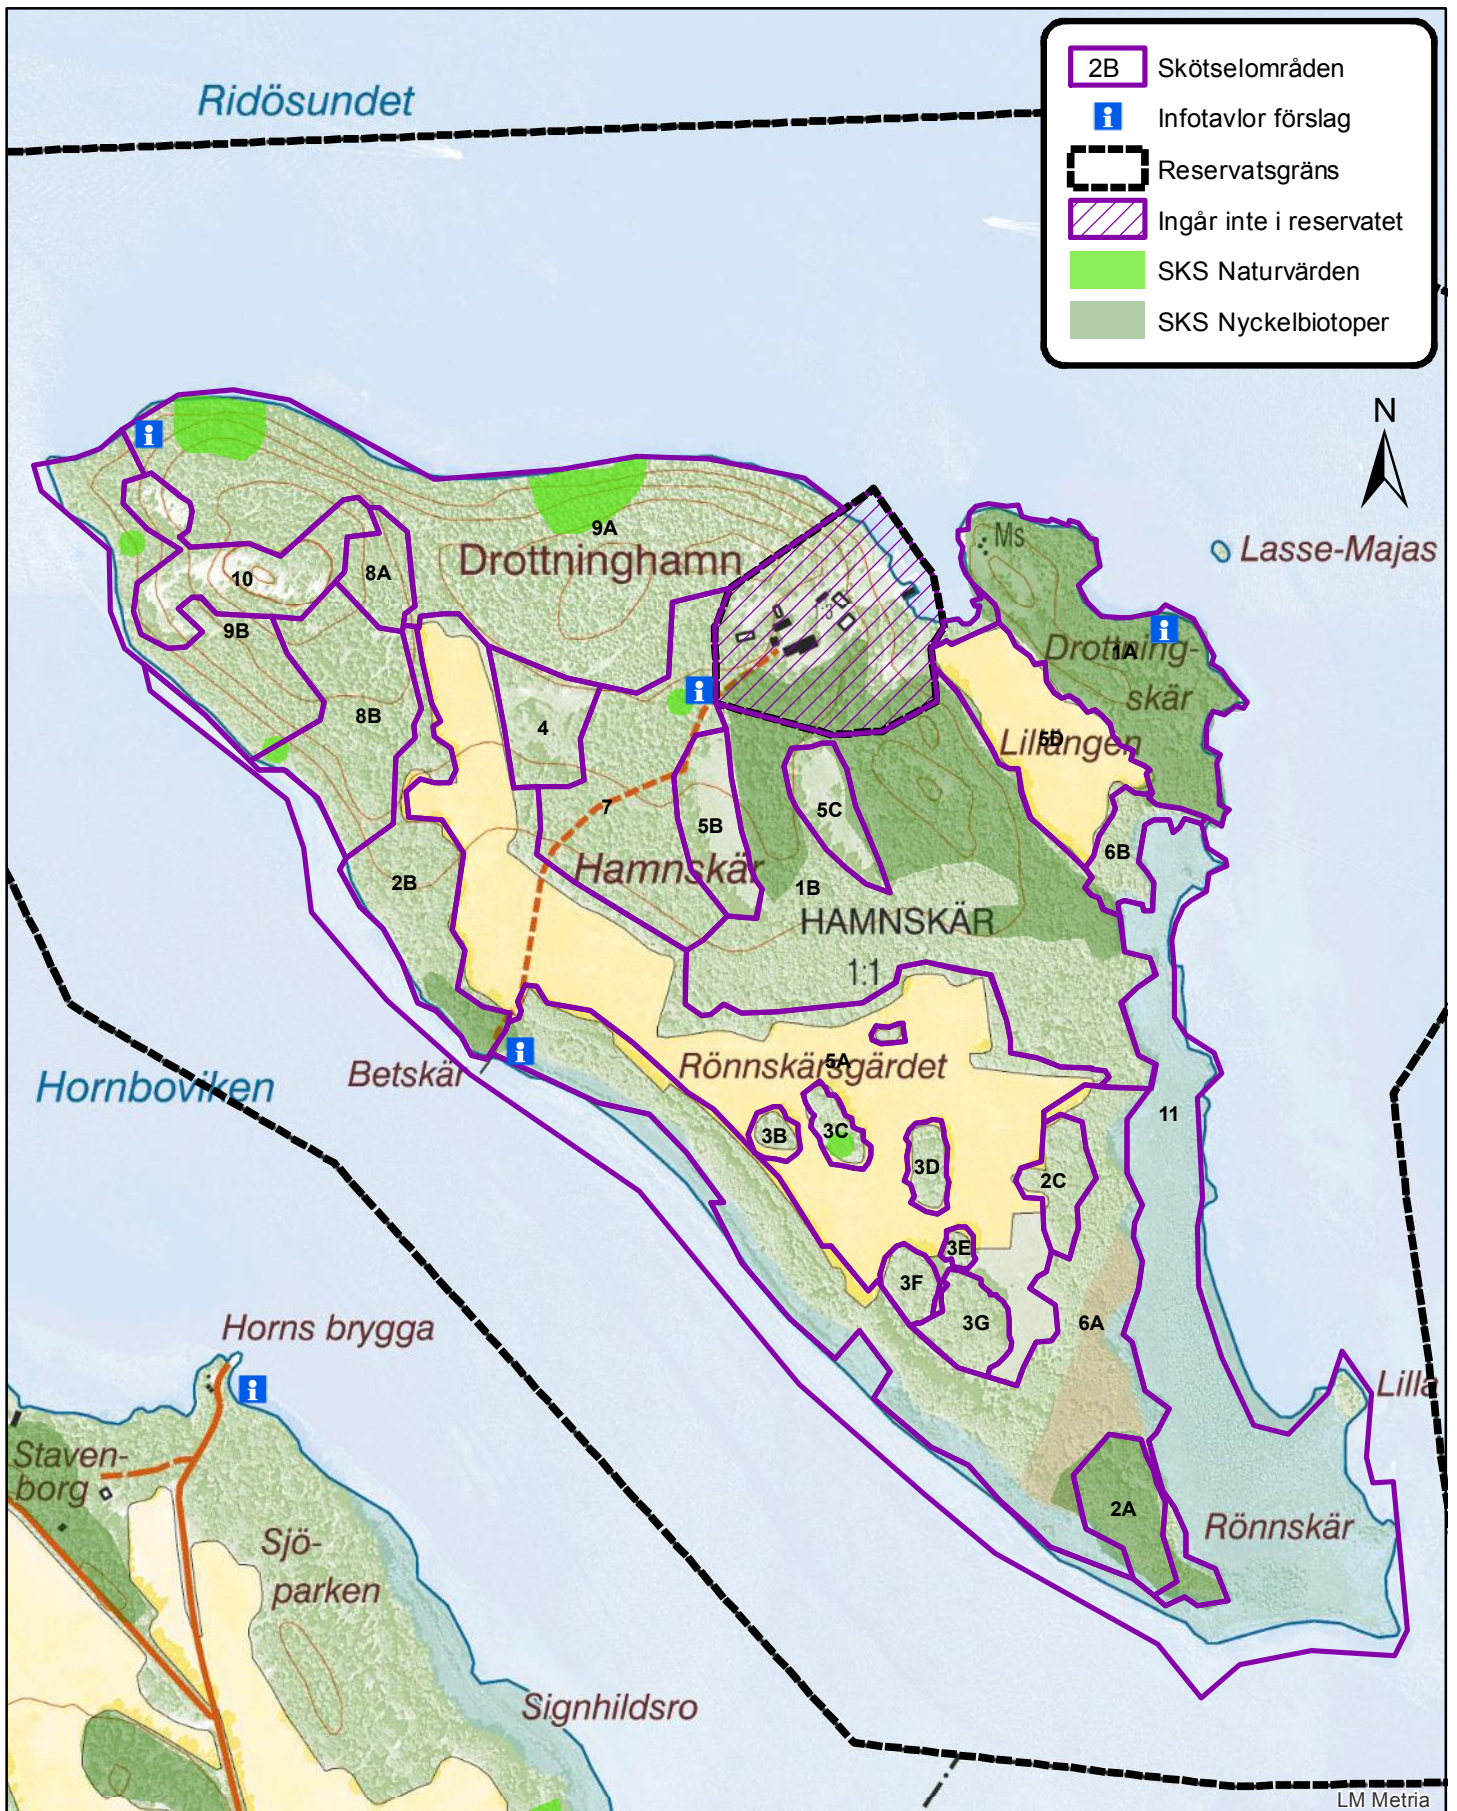 Ridösundet
2B Skötselområden
i Infotavlor förslag
Reservatsgräns
Ingår inte i reservatet
SKS Naturvärden
SKS Nyckelbiotoper
N
i
Ms
Lasse-Majas
9A
Drottninghamn
10
8A
9B
i
1A
Drottning-
skär
i
8B
4
5D
Lillängen
7
5B
5C
6B
Hamnskär
2B
1B
HAMNSKÄR
1:1
i
Betskär
5A
Rönnskärsgärdet
Hornboviken
11
3B
3C
3D
2C
3E
3F
3G
6A
Horns brygga
i
Lilla
Staven-
borg
2A
Rönnskär
Sjö-
parken
Signhildsro
LM Metria